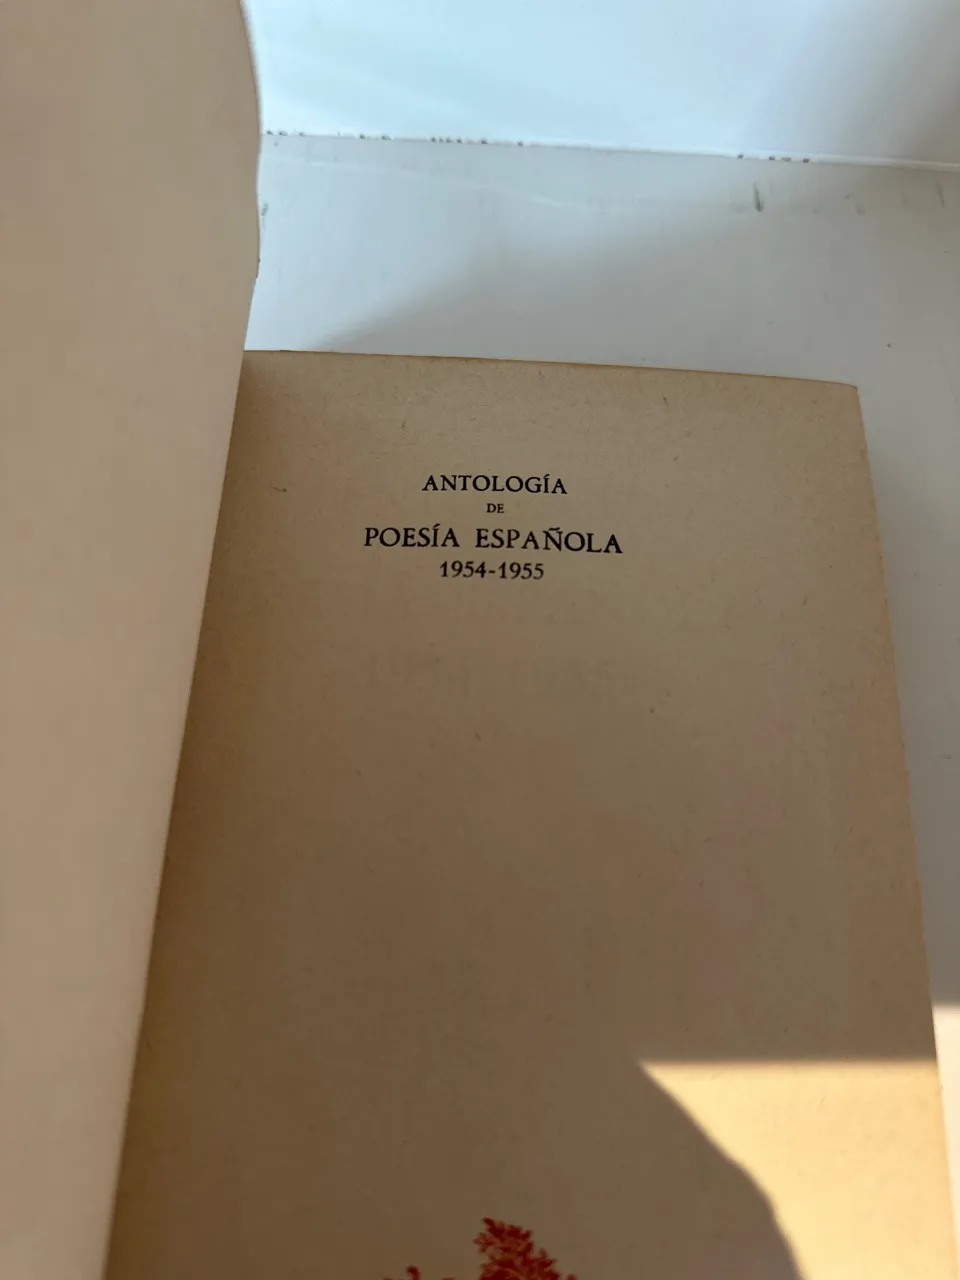 ANTOLOGÍA
DE
POESÍA ESPAÑOLA
1954-1955